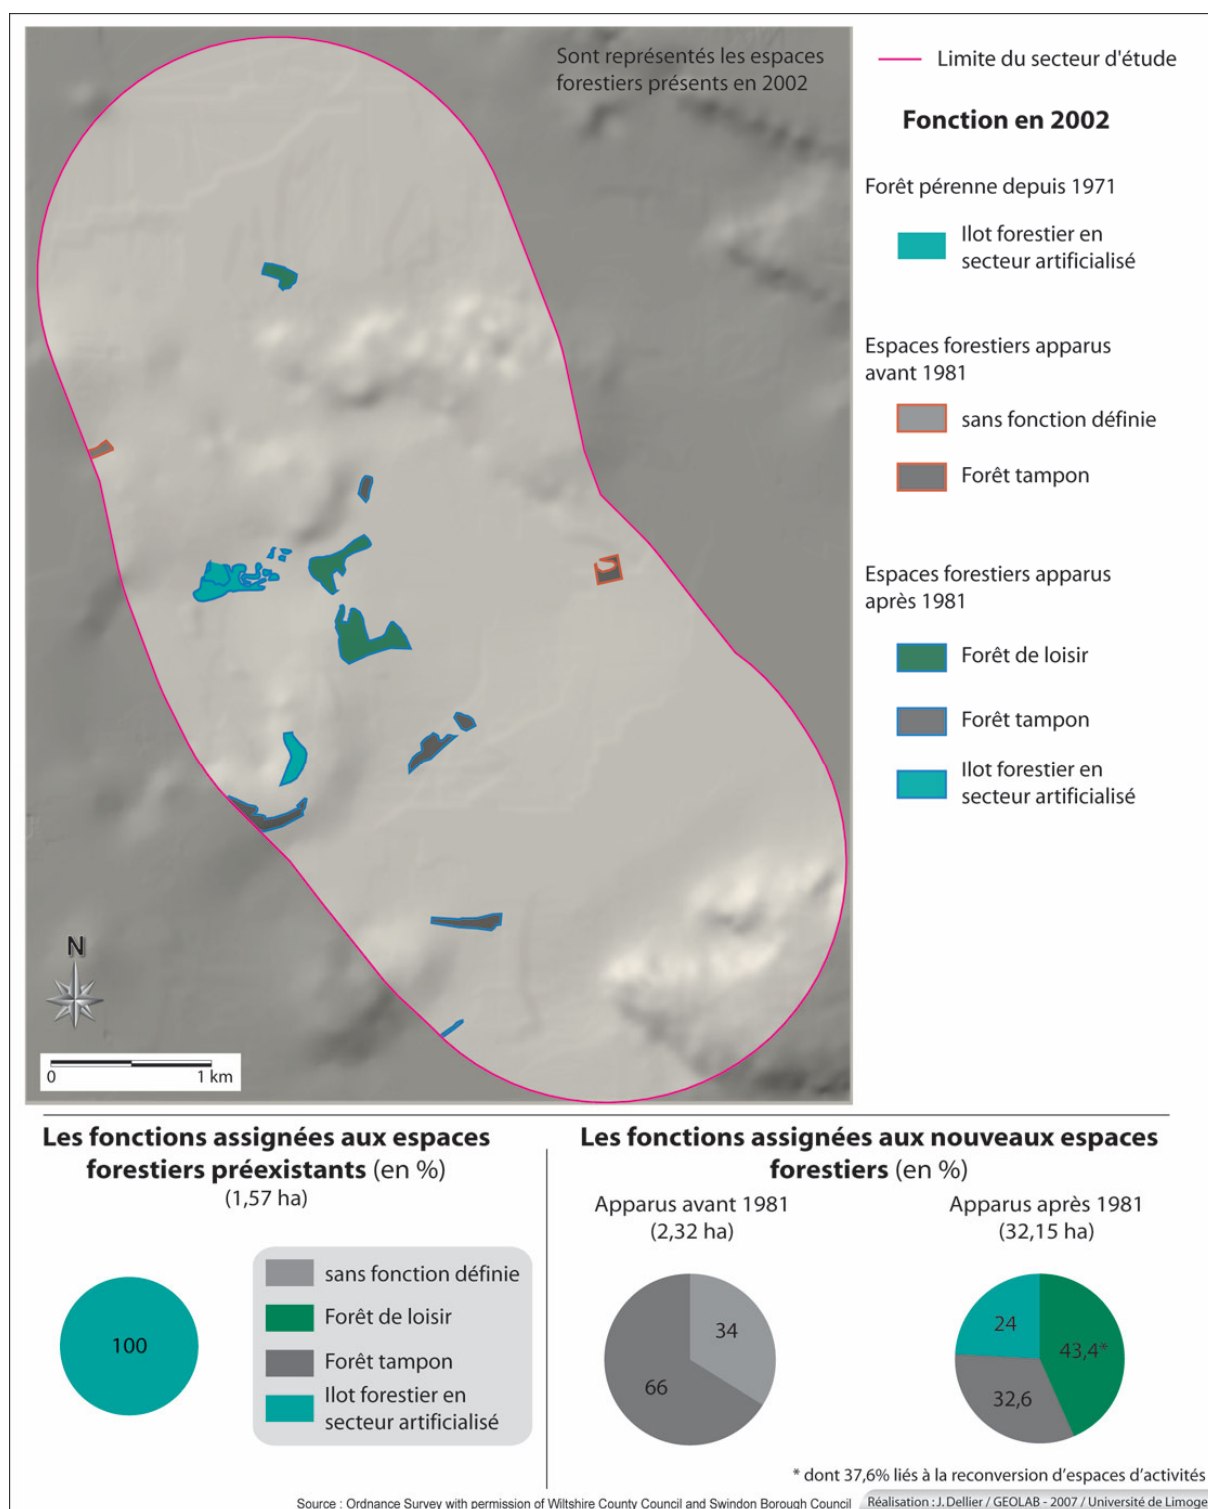 Sont représentés les espaces
forestiers présents en 2002
Limite du secteur d'étude
Fonction en 2002
Forêt pérenne depuis 1971
Ilot forestier en
secteur artificialisé
Espaces forestiers apparus
avant 1981
sans fonction définie
Forêt tampon
Espaces forestiers apparus
après 1981
Forêt de loisir
Forêt tampon
Ilot forestier en
secteur artificialisé
N
0 1 km
Les fonctions assignées aux espaces
forestiers préexistants (en %)
(1,57 ha)
100
sans fonction définie
Forêt de loisir
Forêt tampon
Ilot forestier en
secteur artificialisé
Les fonctions assignées aux nouveaux espaces
forestiers (en %)
Apparus avant 1981
(2,32 ha)
34
66
Apparus après 1981
(32,15 ha)
24
43,4*
32,6
* dont 37,6% liés à la reconversion d'espaces d'activités
Source : Ordnance Survey with permission of Wiltshire County Council and Swindon Borough Council
Réalisation : J. Dellier / GEOLAB - 2007 / Université de Limoge